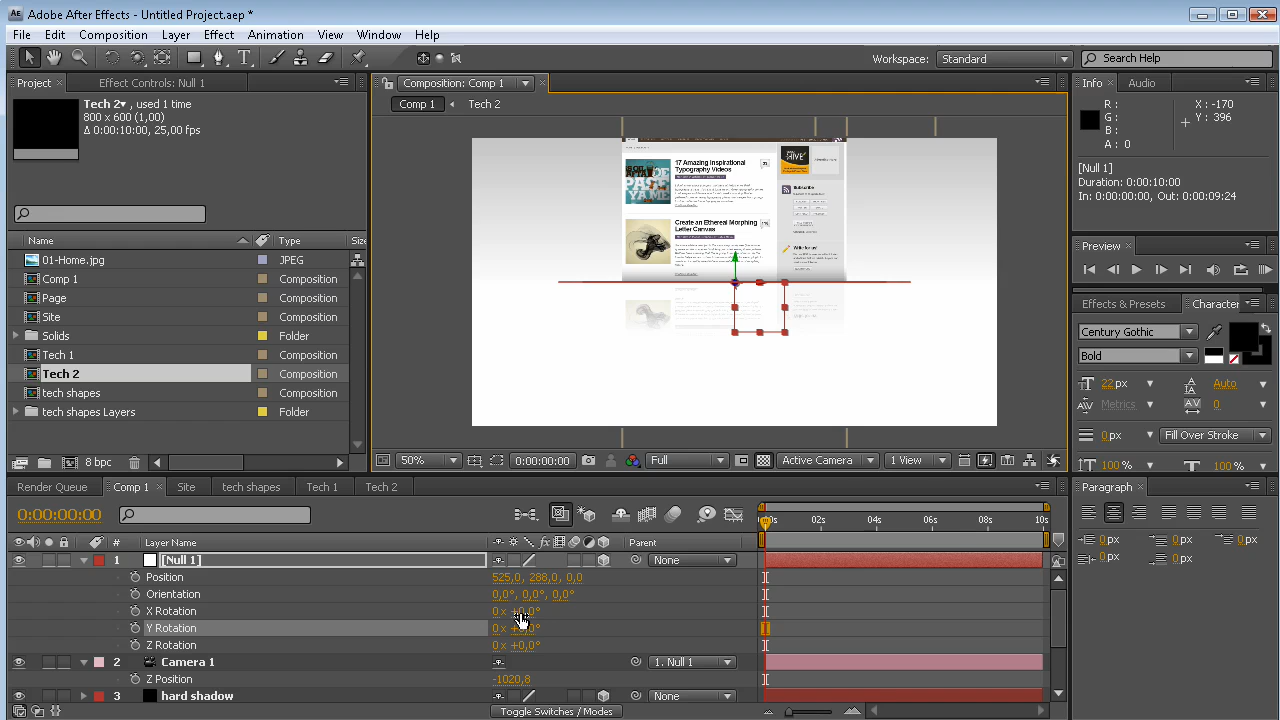 Adobe After Effects - Untitled Project.aep *
File Edit Composition Layer Effect Animation View Window Help
Workspace: Standard
Search Help
Project
Effect Controls: Null 1
Tech 2, used 1 time
800 x 600 (1,00)
Δ 0:00:10:00, 25,00 fps
Name Type Size
a-Home.jpg JPEG
Comp 1 Composition
Page Composition
Site Composition
Solids Folder
Tech 1 Composition
Tech 2 Composition
tech shapes Composition
tech shapes Layers Folder
8 bpc
Composition: Comp 1
Comp 1 Tech 2
17 Amazing Inspirational
Typography Videos
Create an Ethereal Morphing
Letter Canvas
Subscribe
Write for us!
50% 0:00:00:00 Full Active Camera 1 View
Info Audio
R :
G :
B :
A : 0
X : -170
Y : 396
[Null 1]
Duration: 0:00:10:00
In: 0:00:00:00, Out: 0:00:09:24
Preview
Effects & Presets Character
Century Gothic
Bold
22 px Auto
Metrics 0
0 px Fill Over Stroke
100 % 100 %
Render Queue Comp 1 Site tech shapes Tech 1 Tech 2
0:00:00:00
# Layer Name Parent
00s 02s 04s 06s 08s 10s
1 [Null 1] None
Position 525,0, 288,0, 0,0
Orientation 0,0°, 0,0°, 0,0°
X Rotation 0 x +0,0°
Y Rotation 0 x +0,0°
Z Rotation 0 x +0,0°
2 Camera 1 1. Null 1
Z Position -1020,8
3 hard shadow None
Toggle Switches / Modes
Paragraph
0 px 0 px 0 px
0 px 0 px